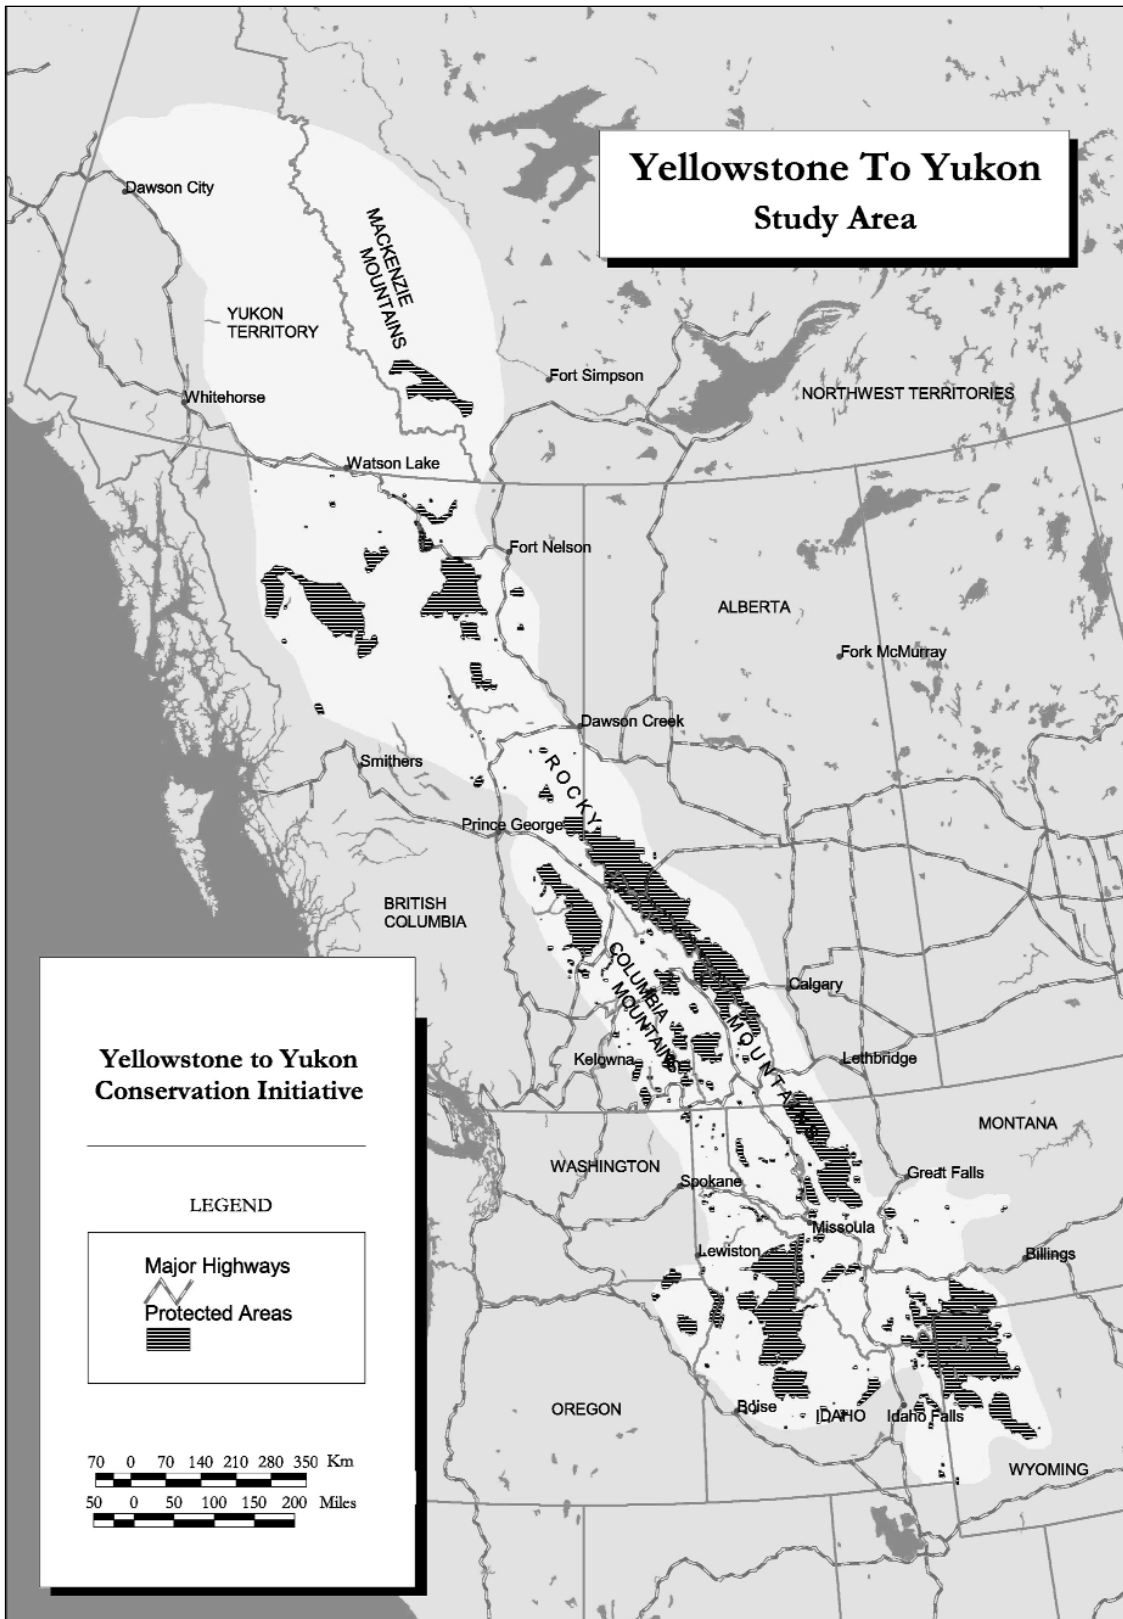 Yellowstone To Yukon
Study Area
Dawson City
MACKENZIE
MOUNTAINS
YUKON
TERRITORY
Fort Simpson
Whitehorse
NORTHWEST TERRITORIES
Watson Lake
Fort Nelson
ALBERTA
Fork McMurray
Dawson Creek
Smithers
ROCKY
Prince George
BRITISH
COLUMBIA
COLUMBIA
MOUNTAINS
Calgary
MOUNTAINS
Kelowna
Lethbridge
MONTANA
WASHINGTON
Spokane
Great Falls
Missoula
Lewiston
Billings
OREGON
Boise
IDAHO
Idaho Falls
WYOMING
Yellowstone to Yukon
Conservation Initiative
LEGEND
Major Highways
Protected Areas
70 0 70 140 210 280 350 Km
50 0 50 100 150 200 Miles